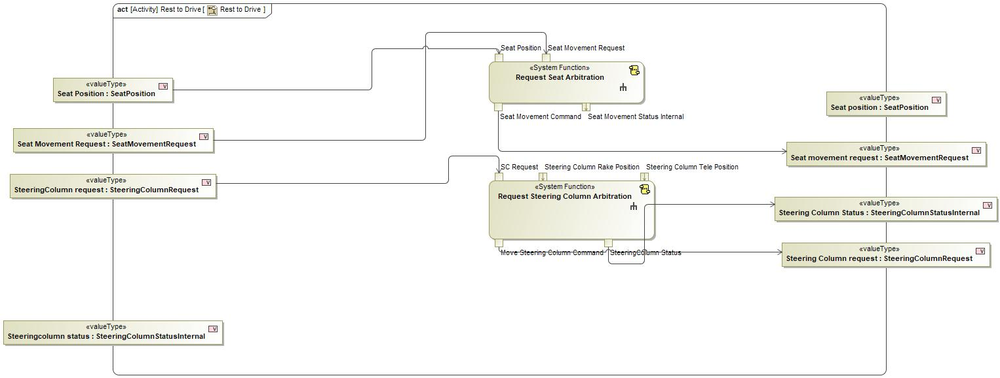 act [Activity] Rest to Drive [ Rest to Drive ]
Seat Position Seat Movement Request
«System Function»
Request Seat Arbitration
Seat Movement Command Seat Movement Status Internal
«valueType» V
Seat Position : SeatPosition
«valueType» V
Seat Movement Request : SeatMovementRequest
«valueType» V
SteeringColumn request : SteeringColumnRequest
«valueType» V
Steeringcolumn status : SteeringColumnStatusInternal
SC Request Steering Column Rake Position Steering Column Tele Position
«System Function»
Request Steering Column Arbitration
Move Steering Column Command SteeringColumn Status
«valueType» V
Seat position : SeatPosition
«valueType» V
Seat movement request : SeatMovementRequest
«valueType» V
Steering Column Status : SteeringColumnStatusInternal
«valueType» V
Steering Column request : SteeringColumnRequest